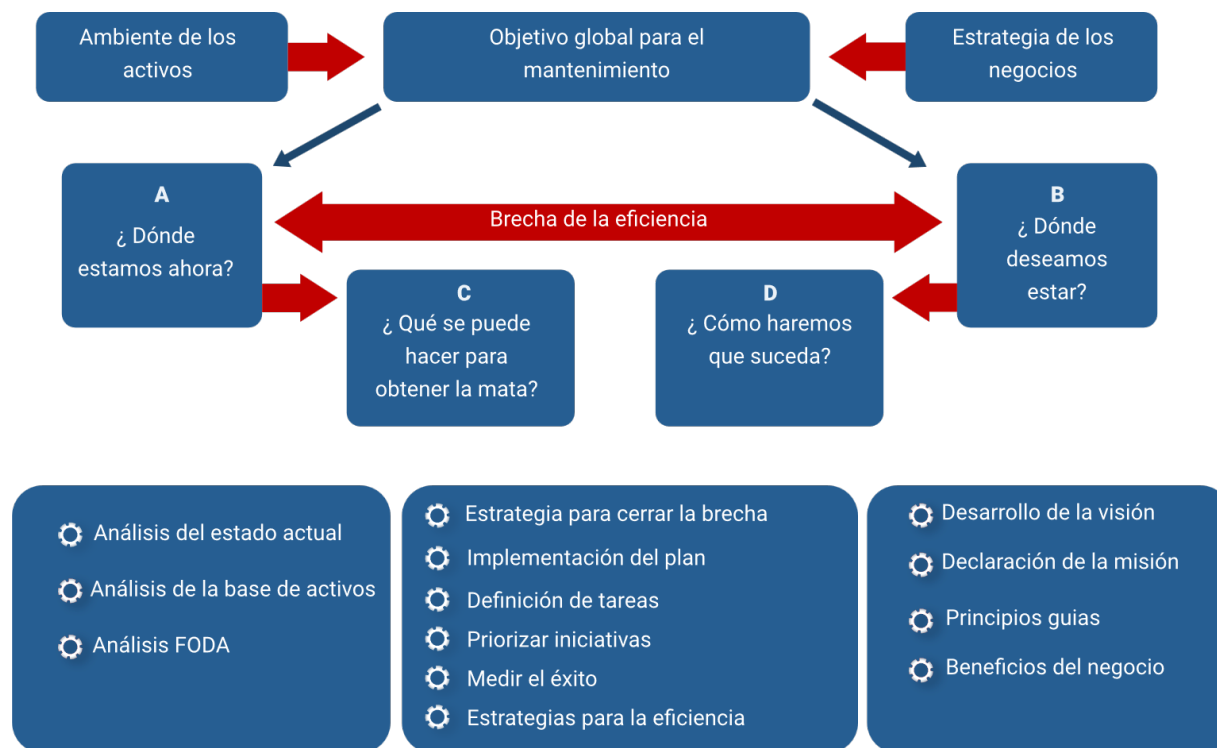 Ambiente de los
activos
Objetivo global para el
mantenimiento
Estrategia de los
negocios
A
¿ Dónde
estamos ahora?
Brecha de la eficiencia
B
¿ Dónde
deseamos
estar?
C
¿ Qué se puede
hacer para
obtener la mata?
D
¿ Cómo haremos
que suceda?
Análisis del estado actual
Análisis de la base de activos
Análisis FODA
Estrategia para cerrar la brecha
Implementación del plan
Definición de tareas
Priorizar iniciativas
Medir el éxito
Estrategias para la eficiencia
Desarrollo de la visión
Declaración de la misión
Principios guias
Beneficios del negocio